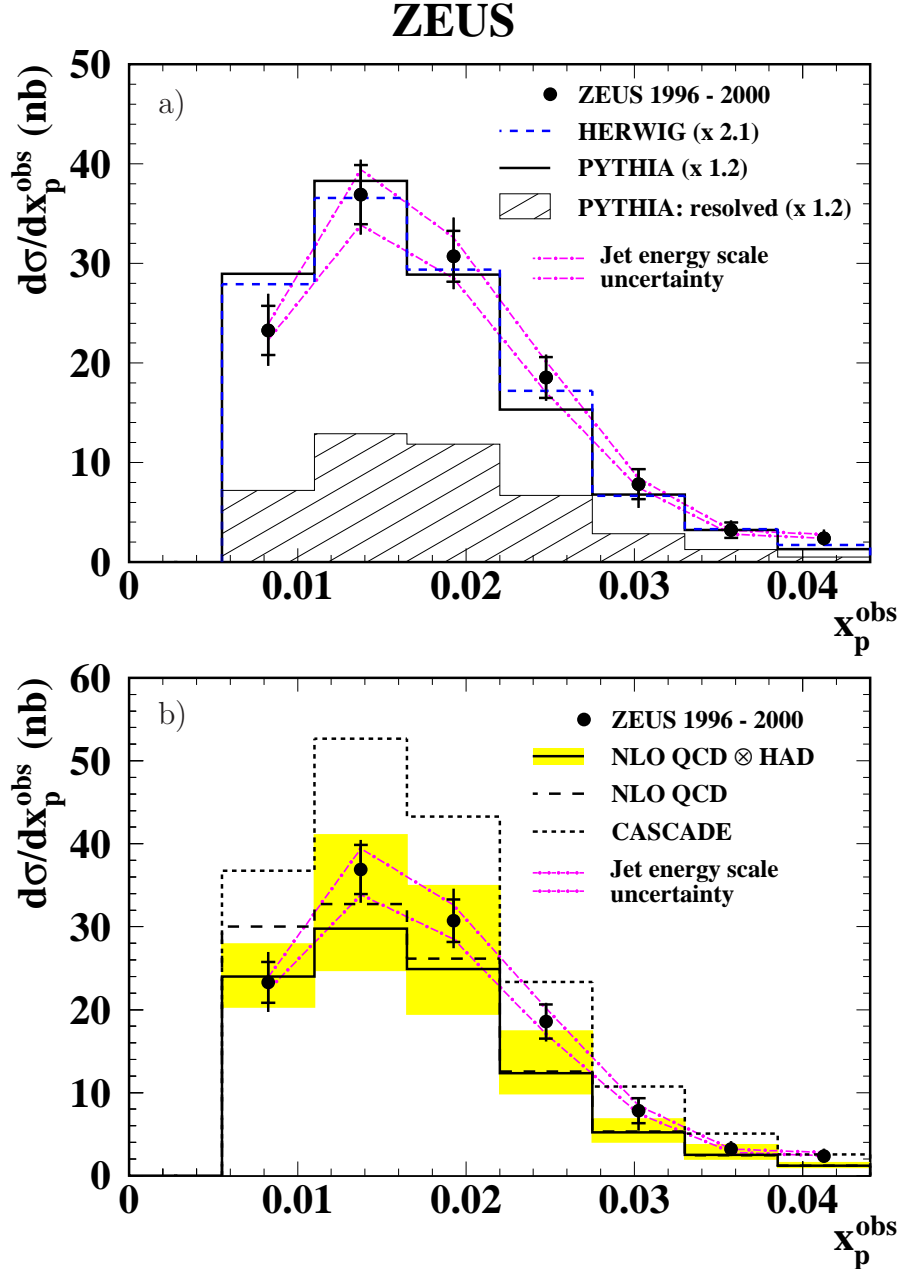 ZEUS
dσ/dx_p^obs (nb)
a)
50
40
30
20
10
0
ZEUS 1996 - 2000
HERWIG (x 2.1)
PYTHIA (x 1.2)
PYTHIA: resolved (x 1.2)
Jet energy scale
uncertainty
0 0.01 0.02 0.03 0.04
x_p^obs
dσ/dx_p^obs (nb)
b)
60
50
40
30
20
10
0
ZEUS 1996 - 2000
NLO QCD ⊗ HAD
NLO QCD
CASCADE
Jet energy scale
uncertainty
0 0.01 0.02 0.03 0.04
x_p^obs